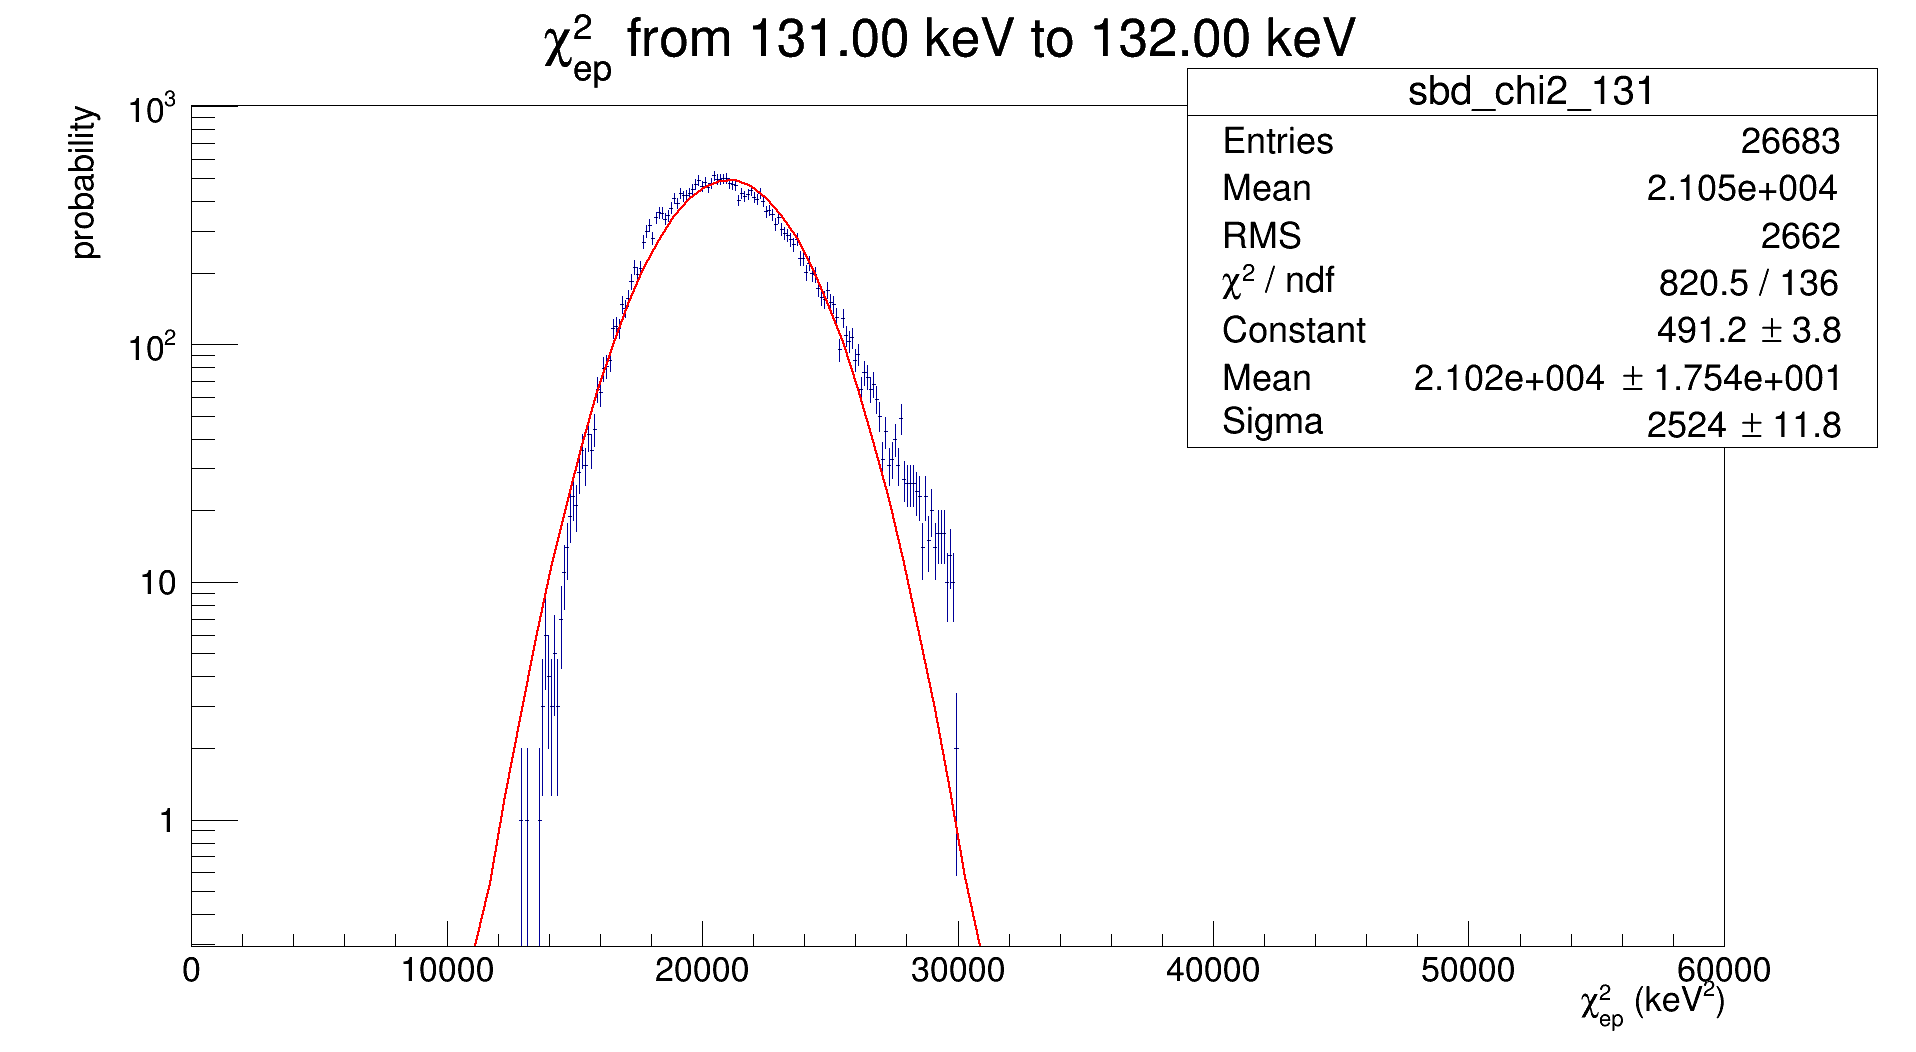 χ²ep from 131.00 keV to 132.00 keV
sbd_chi2_131
Entries 26683
Mean 2.105e+004
RMS 2662
χ² / ndf 820.5 / 136
Constant 491.2 ± 3.8
Mean 2.102e+004 ± 1.754e+001
Sigma 2524 ± 11.8
probability
10³
10²
10
1
0 10000 20000 30000 40000 50000 60000
χ²ep (keV²)